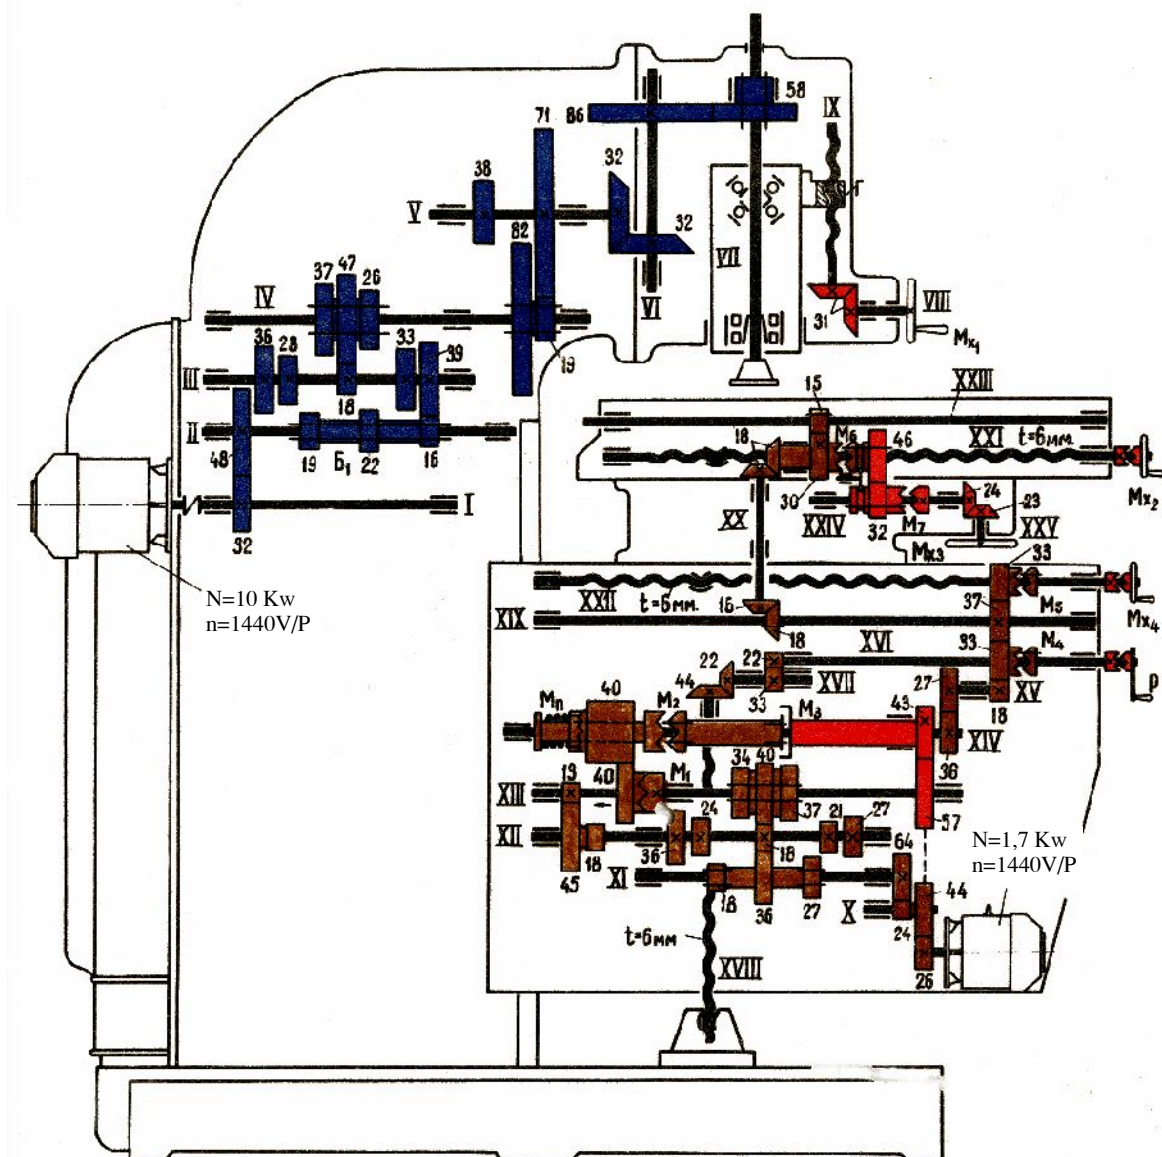 58
IX
86
71
32
38
V
32
82
VII
47
37
26
IV
VI
VIII
31
Mx1
36
28
33
39
19
III
18
XXIII
15
II
M6
46
XXI
t=6мм.
18
48
19
Б1
22
16
Mx2
24
30
23
I
XXIV
32
M7
XXV
XX
32
Mx3
33
N=10 Kw
n=1440V/P
XXII
t=6мм.
M5
37
Mx4
18
XIX
18
XVI
33
M4
22
22
P
44
XVII
33
27
XV
18
40
Mп
M2
M3
43
XIV
36
40
34
19
40
M1
XIII
24
37
57
21
27
N=1,7 Kw
n=1440V/P
XII
18
36
18
64
45
XI
44
18
36
27
X
24
t=6мм
XVIII
26